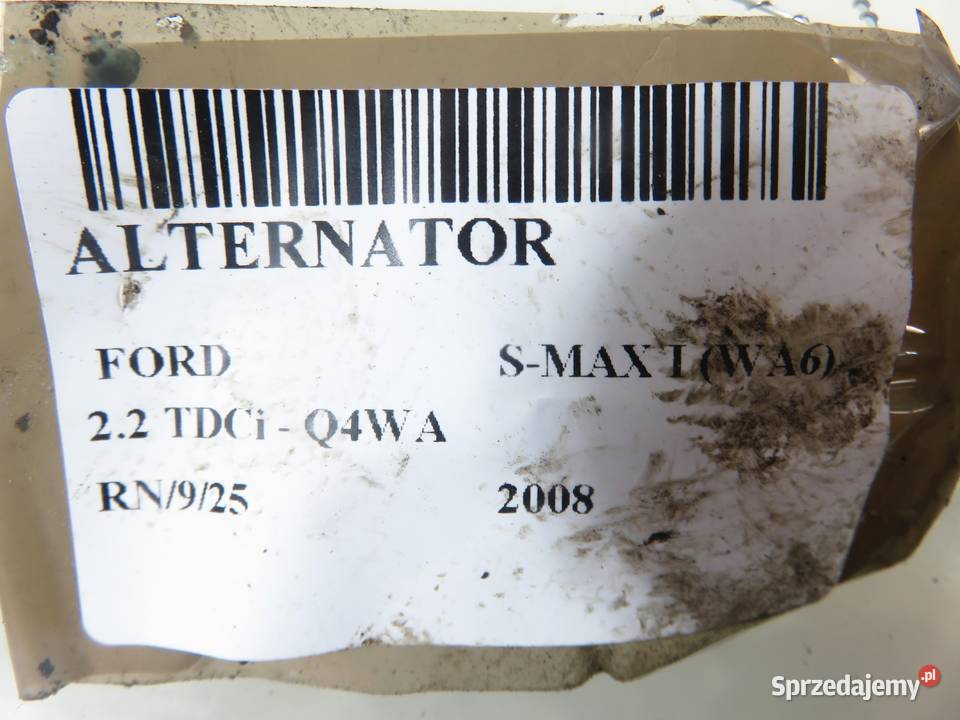 ALTERNATOR
FORD S-MAX I (WA6)
2.2 TDCi - Q4WA
RN/9/25 2008
Sprzedajemy.pl